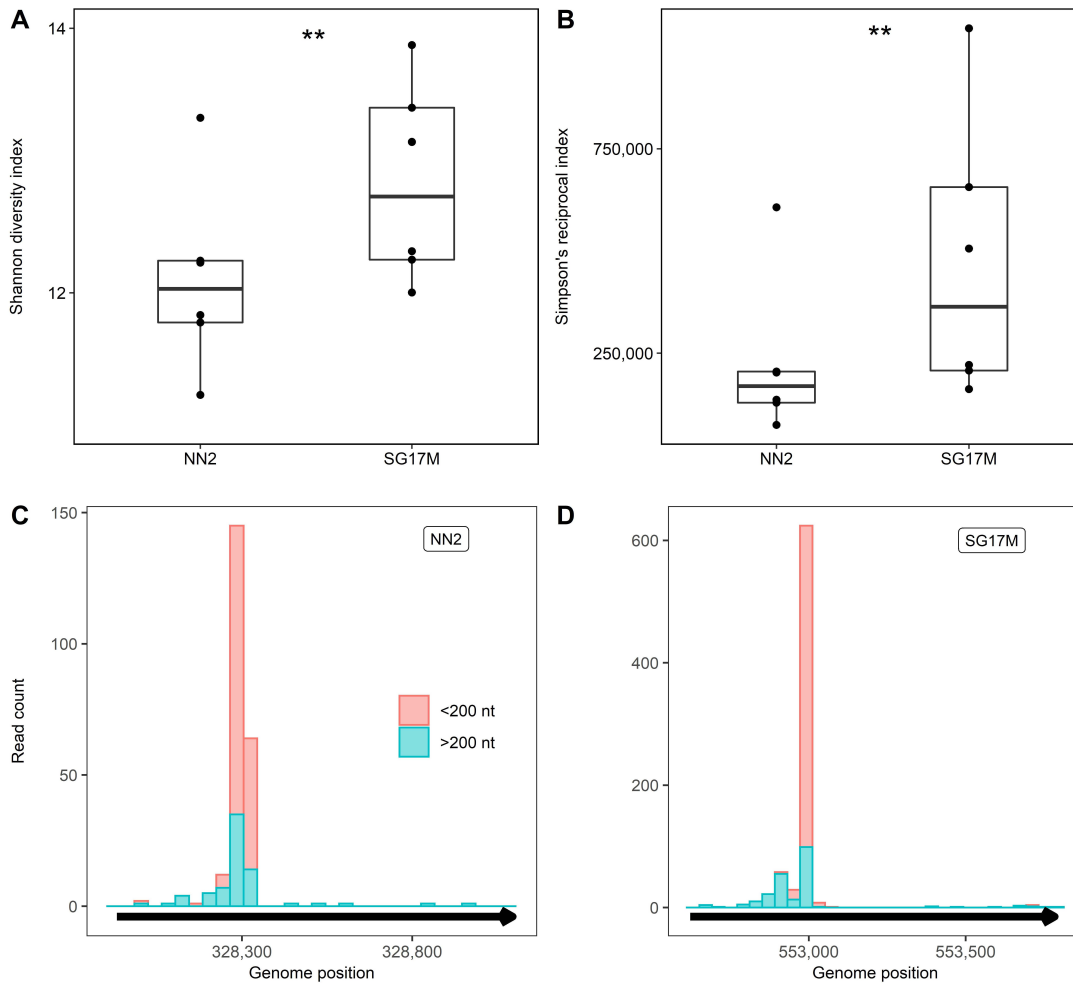 A
14
**
Shannon diversity index
12
NN2
SG17M
B
**
750,000
Simpson's reciprocal index
250,000
NN2
SG17M
C
150
NN2
100
Read count
<200 nt
>200 nt
50
0
328,300
328,800
Genome position
D
600
SG17M
400
200
0
553,000
553,500
Genome position